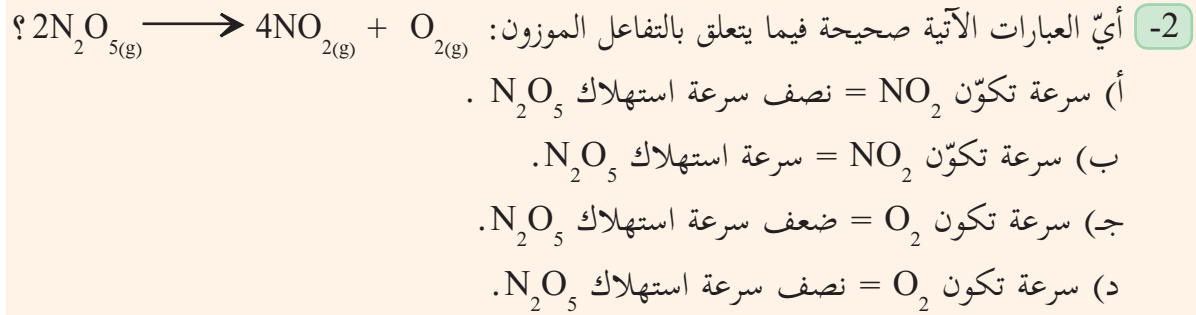 2- أيّ العبارات الآتية صحيحة فيما يتعلق بالتفاعل الموزون: 2N₂O₅(g) ⟶ 4NO₂(g) + O₂(g) ؟
أ) سرعة تكوّن NO₂ = نصف سرعة استهلاك N₂O₅ .
ب) سرعة تكوّن NO₂ = سرعة استهلاك N₂O₅.
جـ) سرعة تكون O₂ = ضعف سرعة استهلاك N₂O₅.
د) سرعة تكون O₂ = نصف سرعة استهلاك N₂O₅.